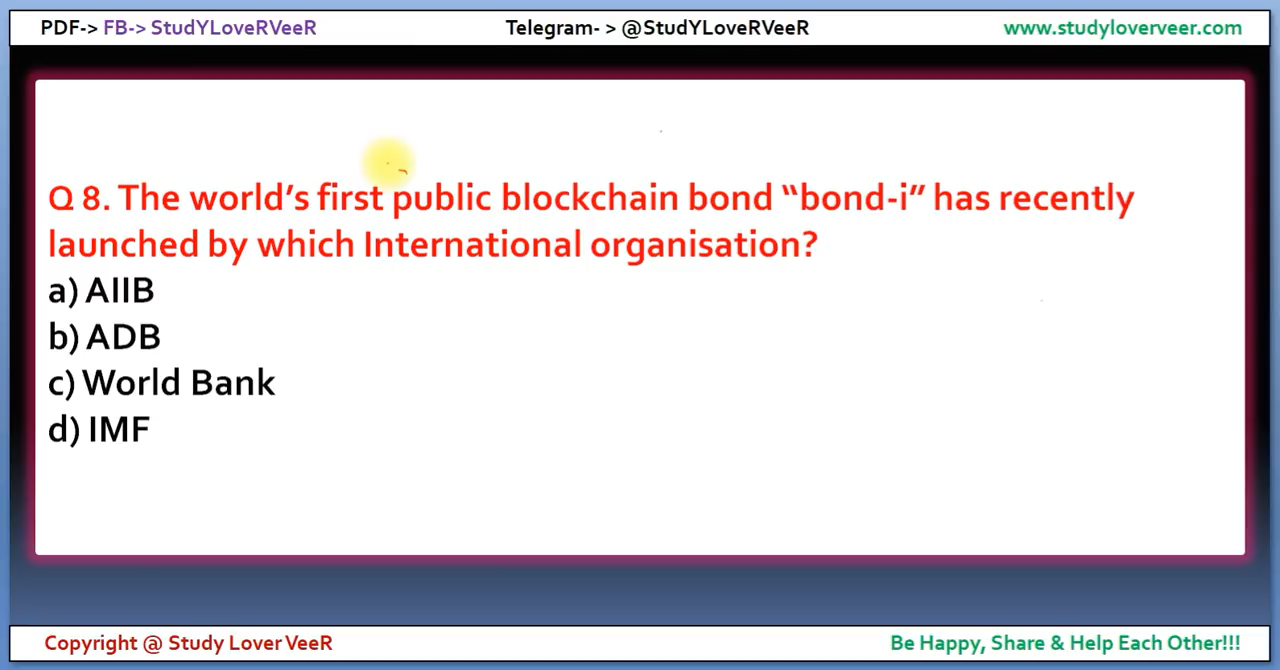 PDF-> FB-> StudYLoveRVeeR Telegram- > @StudYLoveRVeeR www.studyloverveer.com
Q 8. The world’s first public blockchain bond “bond-i” has recently
launched by which International organisation?
a) AIIB
b) ADB
c) World Bank
d) IMF
Copyright @ Study Lover VeeR Be Happy, Share & Help Each Other!!!